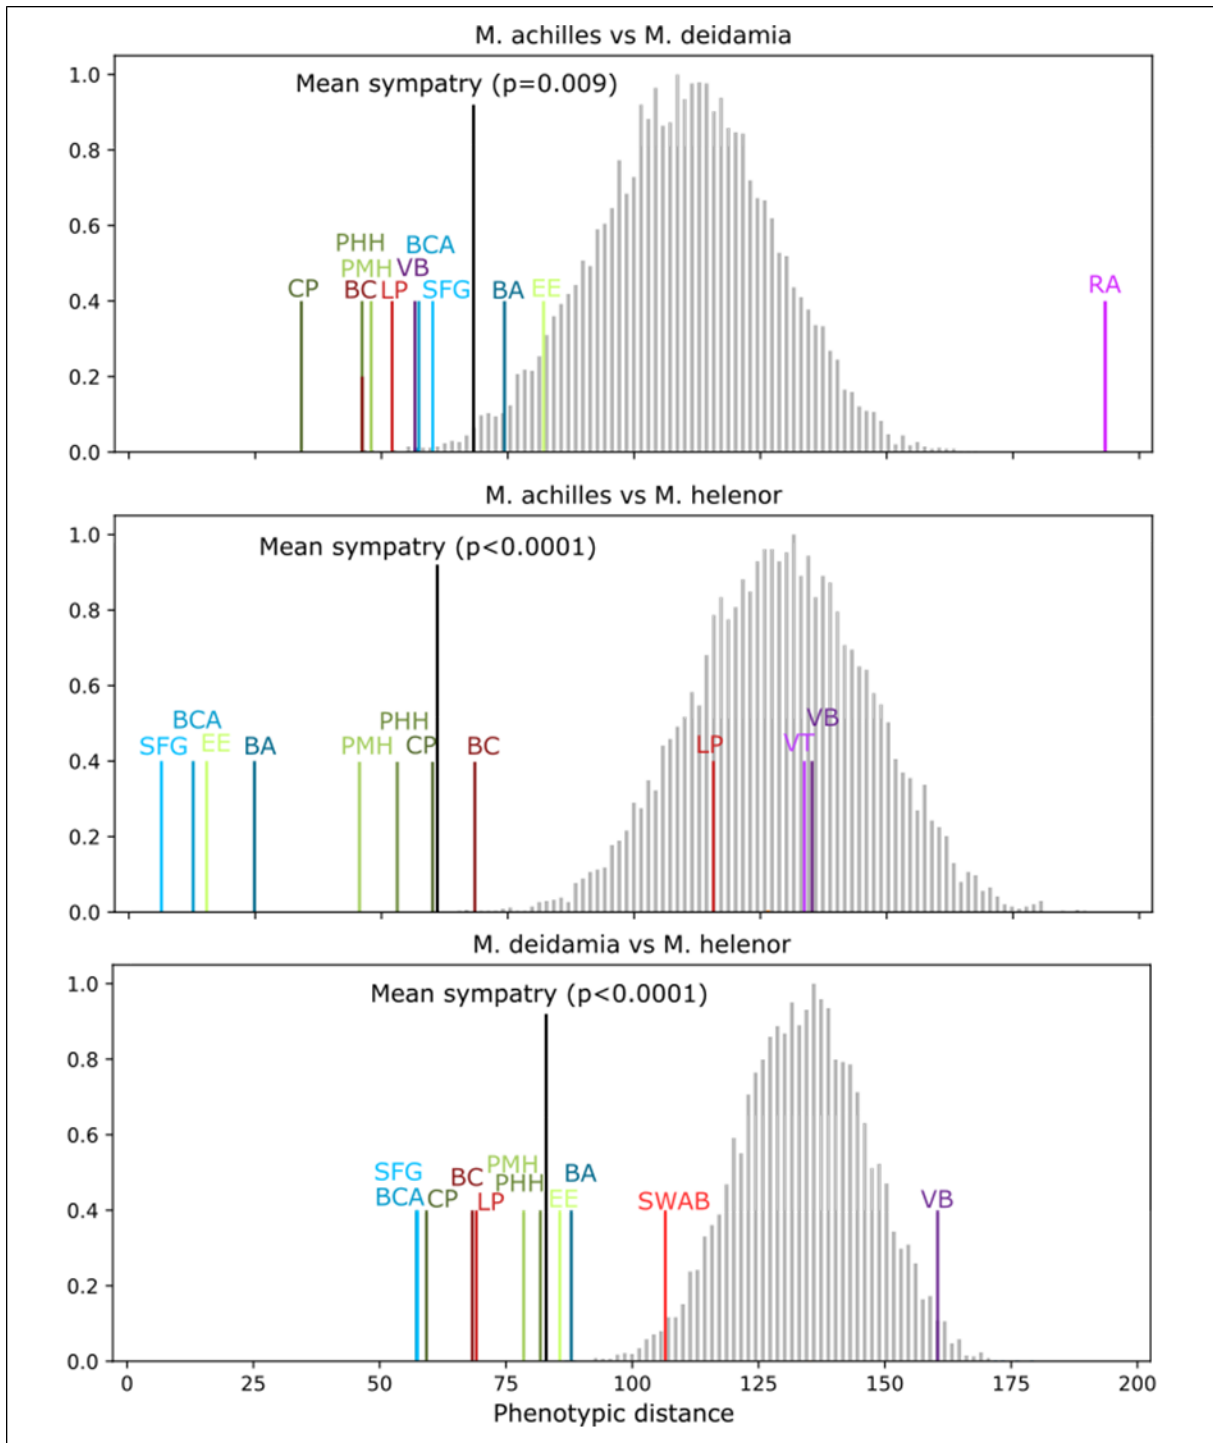 M. achilles vs M. deidamia
1.0
Mean sympatry (p=0.009)
0.8
0.6
PHH BCA
PMH VB
0.4
CP BC LP SFG BA EE RA
0.2
0.0
M. achilles vs M. helenor
1.0
Mean sympatry (p<0.0001)
0.8
0.6
BCA PHH VB
SFG EE BA PMH CP BC LP VT
0.4
0.2
0.0
M. deidamia vs M. helenor
1.0
Mean sympatry (p<0.0001)
0.8
0.6
SFG BC PMH BA
PHH
BCA CP LP EE SWAB VB
0.4
0.2
0.0
0 25 50 75 100 125 150 175 200
Phenotypic distance